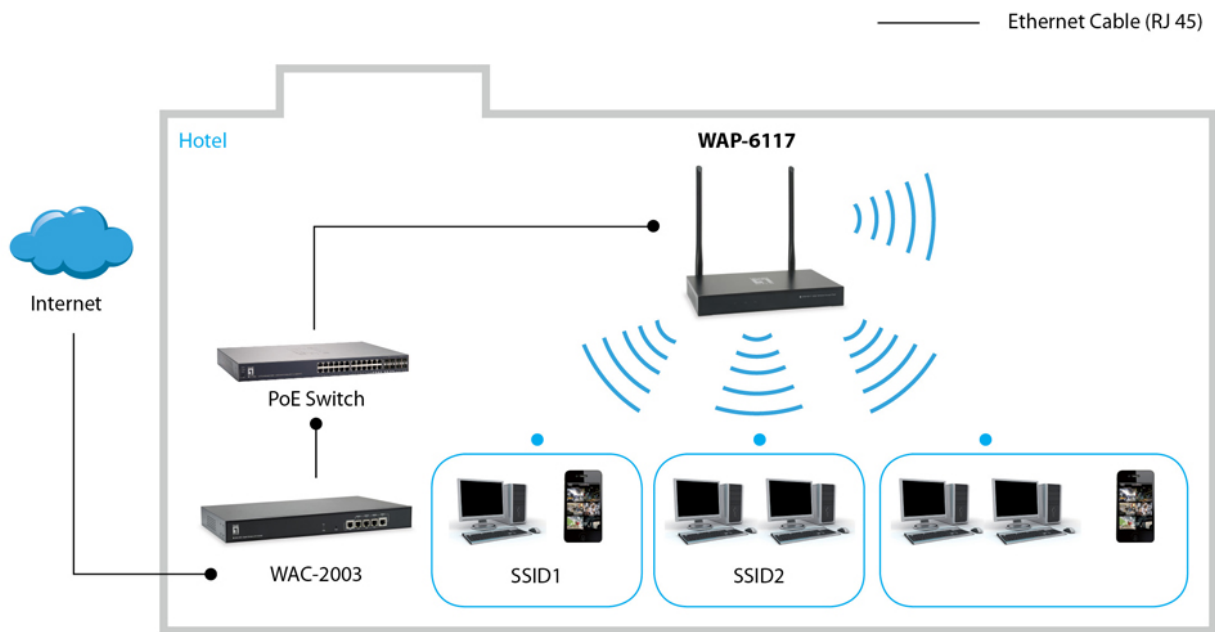 Ethernet Cable (RJ 45)
Hotel
WAP-6117
Internet
PoE Switch
WAC-2003
SSID1
SSID2